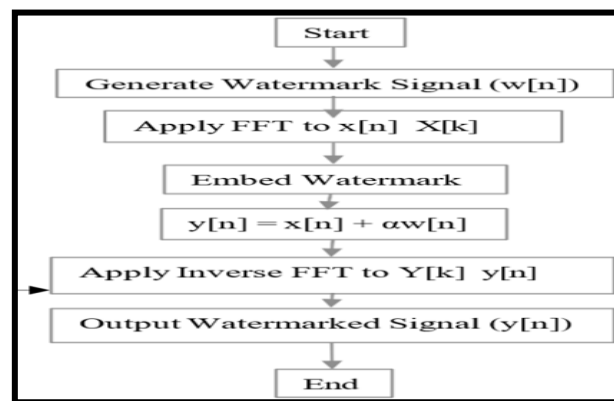 Start
Generate Watermark Signal (w[n])
Apply FFT to x[n] X[k]
Embed Watermark
y[n] = x[n] + αw[n]
Apply Inverse FFT to Y[k] y[n]
Output Watermarked Signal (y[n])
End